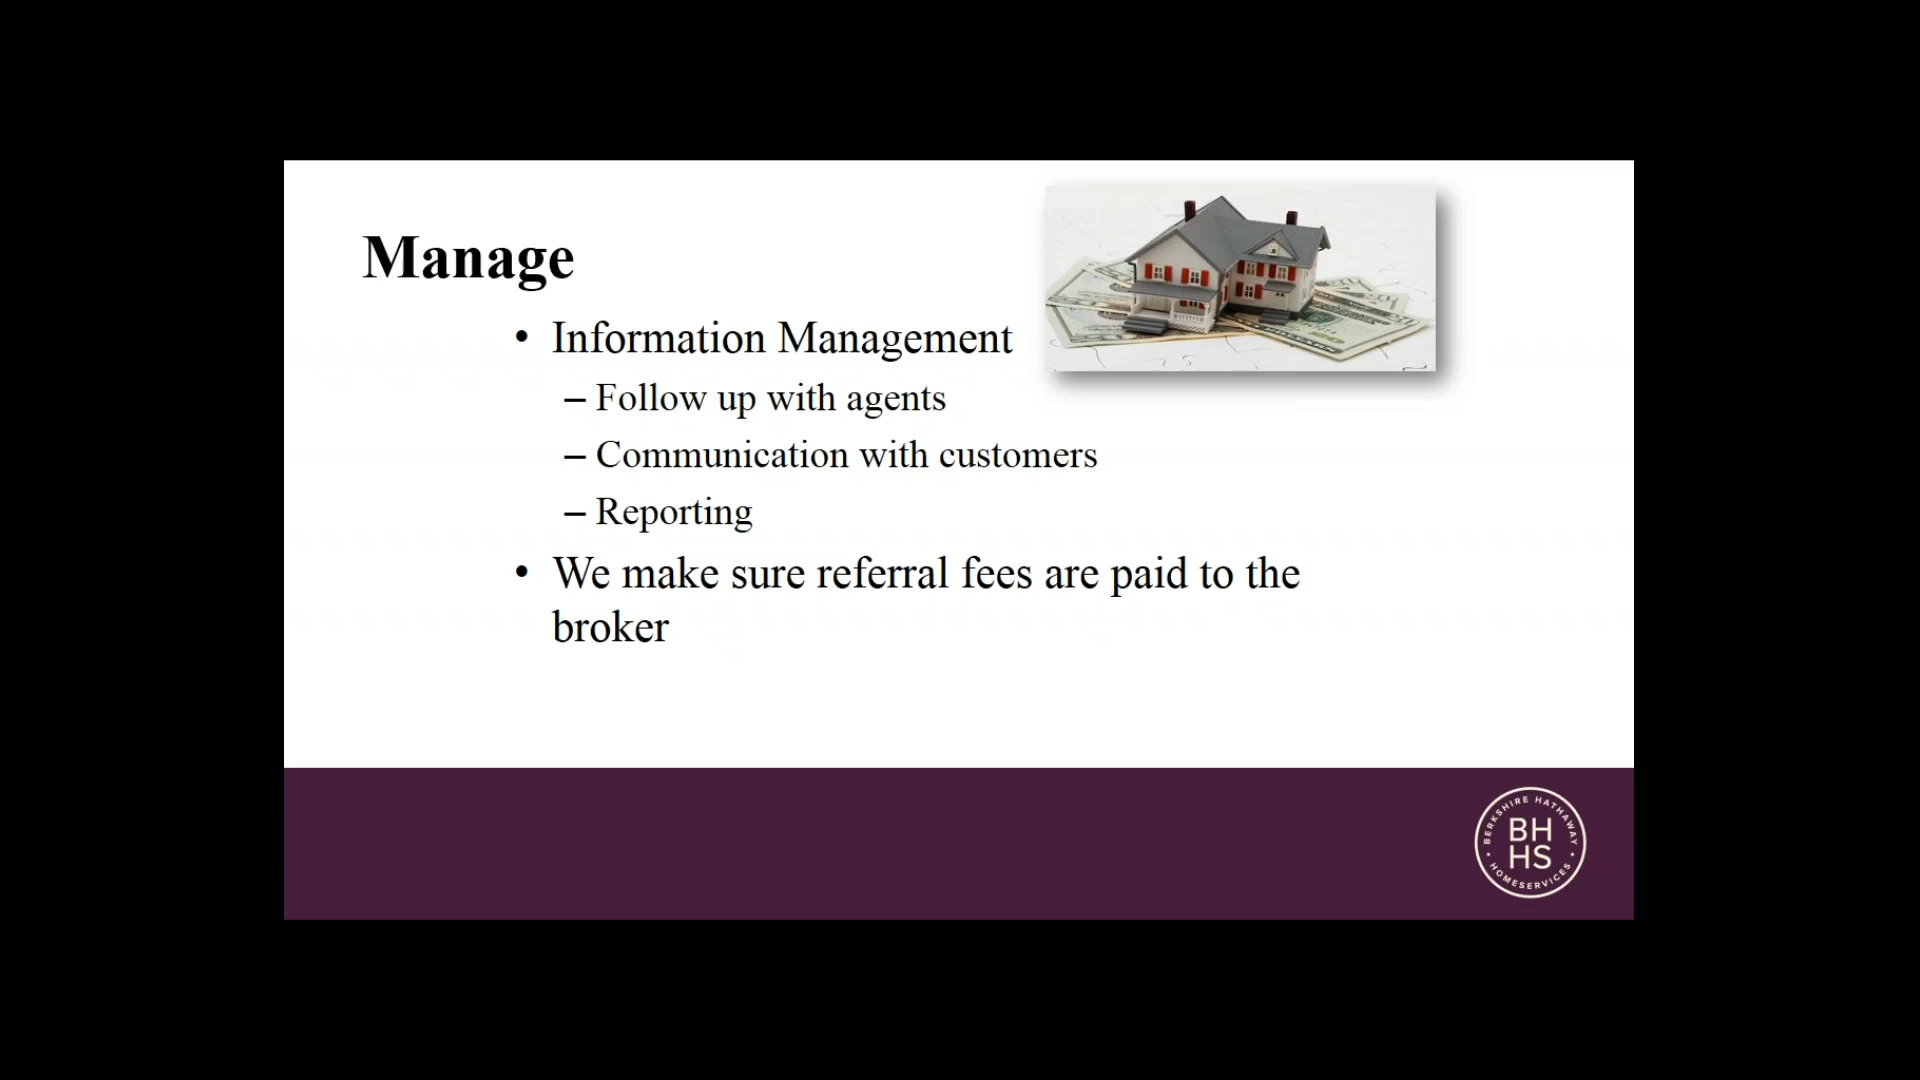 Manage
• Information Management
– Follow up with agents
– Communication with customers
– Reporting
• We make sure referral fees are paid to the
broker
BERKSHIRE HATHAWAY
BH
HS
HOMESERVICES